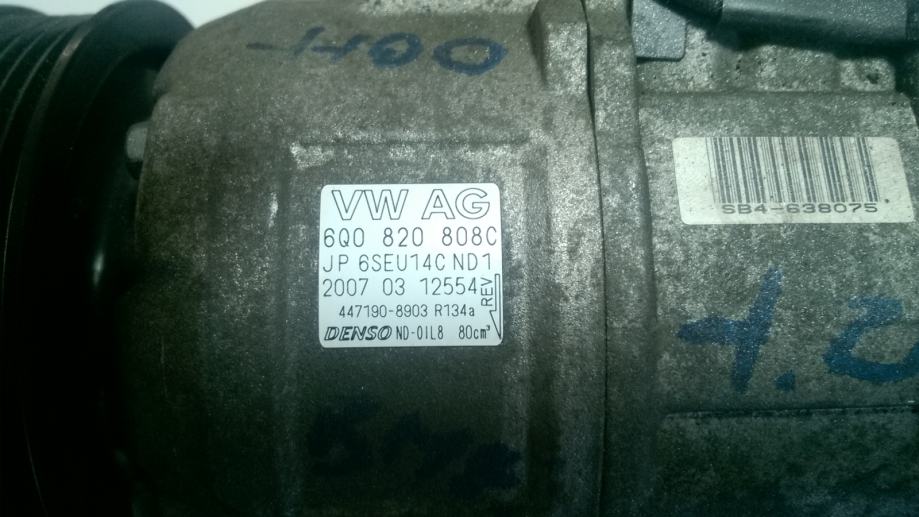 -1400
VW AG
6Q0 820 808C
JP 6SEU14C ND1
2007 03 12554
REV
447190-8903 R134a
DENSO ND-OIL8 80cm³
SB4-638075